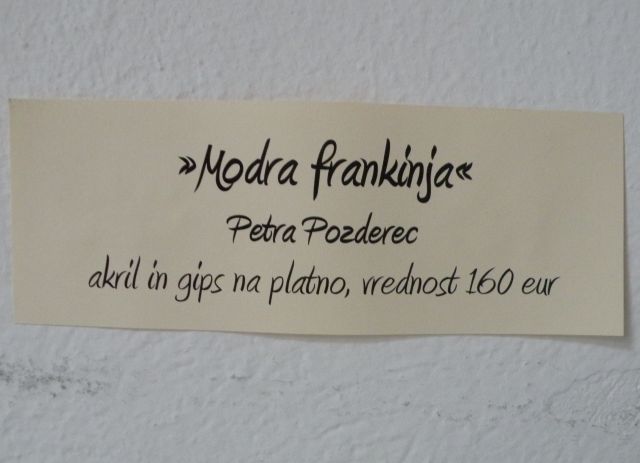 »Modra frankinja«
Petra Pozderec
akril in gips na platno, vrednost 160 eur